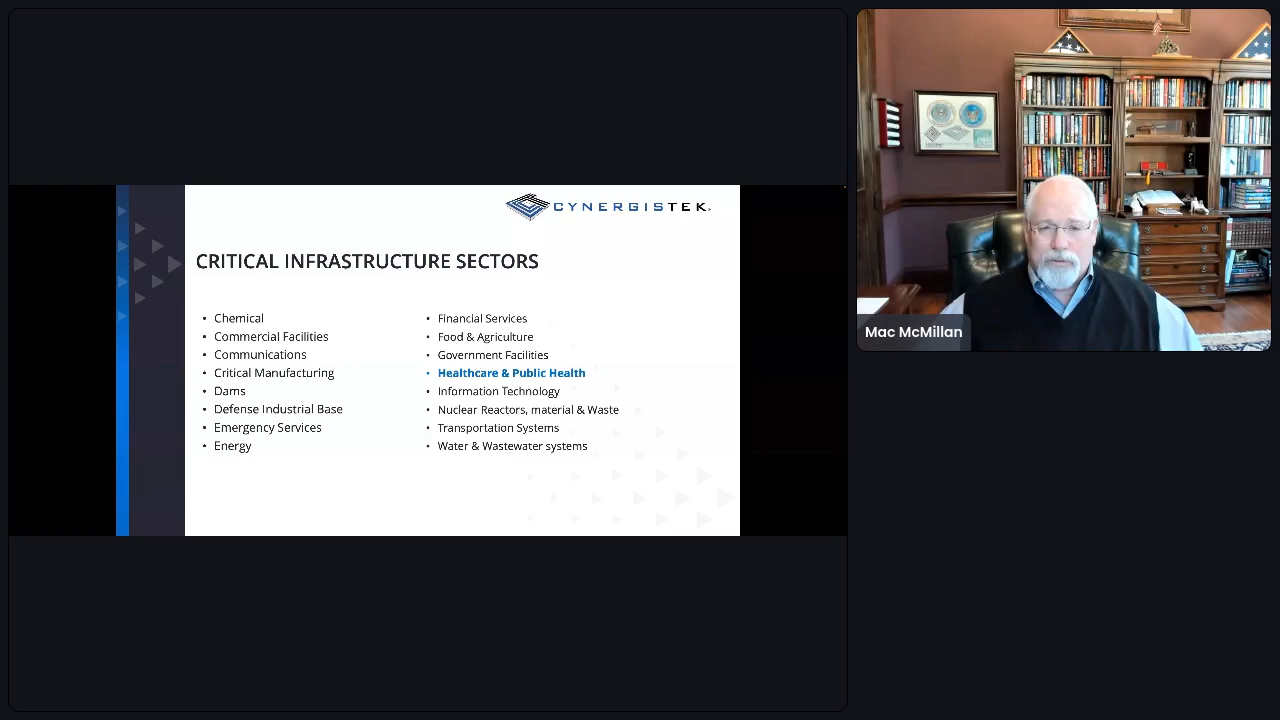 CYNERGISTEK
CRITICAL INFRASTRUCTURE SECTORS
• Chemical
• Commercial Facilities
• Communications
• Critical Manufacturing
• Dams
• Defense Industrial Base
• Emergency Services
• Energy
• Financial Services
• Food & Agriculture
• Government Facilities
• Healthcare & Public Health
• Information Technology
• Nuclear Reactors, material & Waste
• Transportation Systems
• Water & Wastewater systems
Mac McMillan